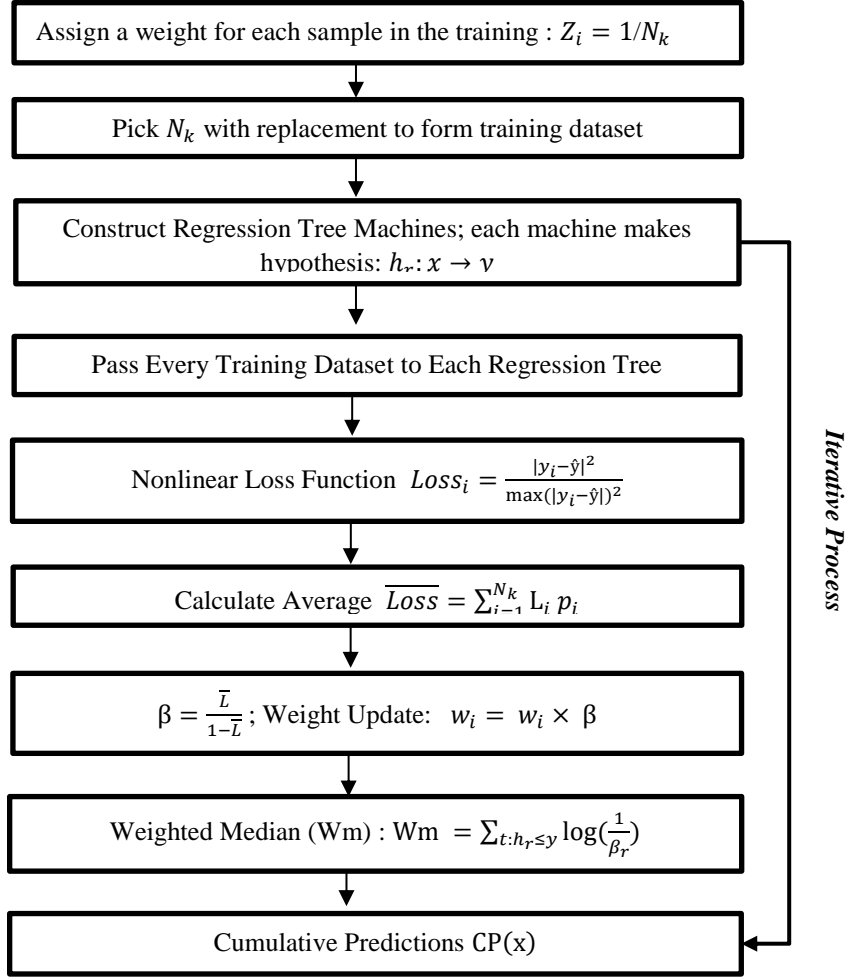 Assign a weight for each sample in the training : Z_i = 1/N_k
Pick N_k with replacement to form training dataset
Construct Regression Tree Machines; each machine makes
hypothesis: h_r: x → y
Pass Every Training Dataset to Each Regression Tree
Nonlinear Loss Function Loss_i = |y_i−ŷ|² / max(|y_i−ŷ|)²
Calculate Average \overline{Loss} = ∑_{i=1}^{N_k} L_i p_i
β = L̅ / 1−L̅ ; Weight Update: w_i = w_i × β
Weighted Median (Wm) : Wm = ∑_{t:h_r≤y} log(1/β_r)
Cumulative Predictions CP(x)
Iterative Process